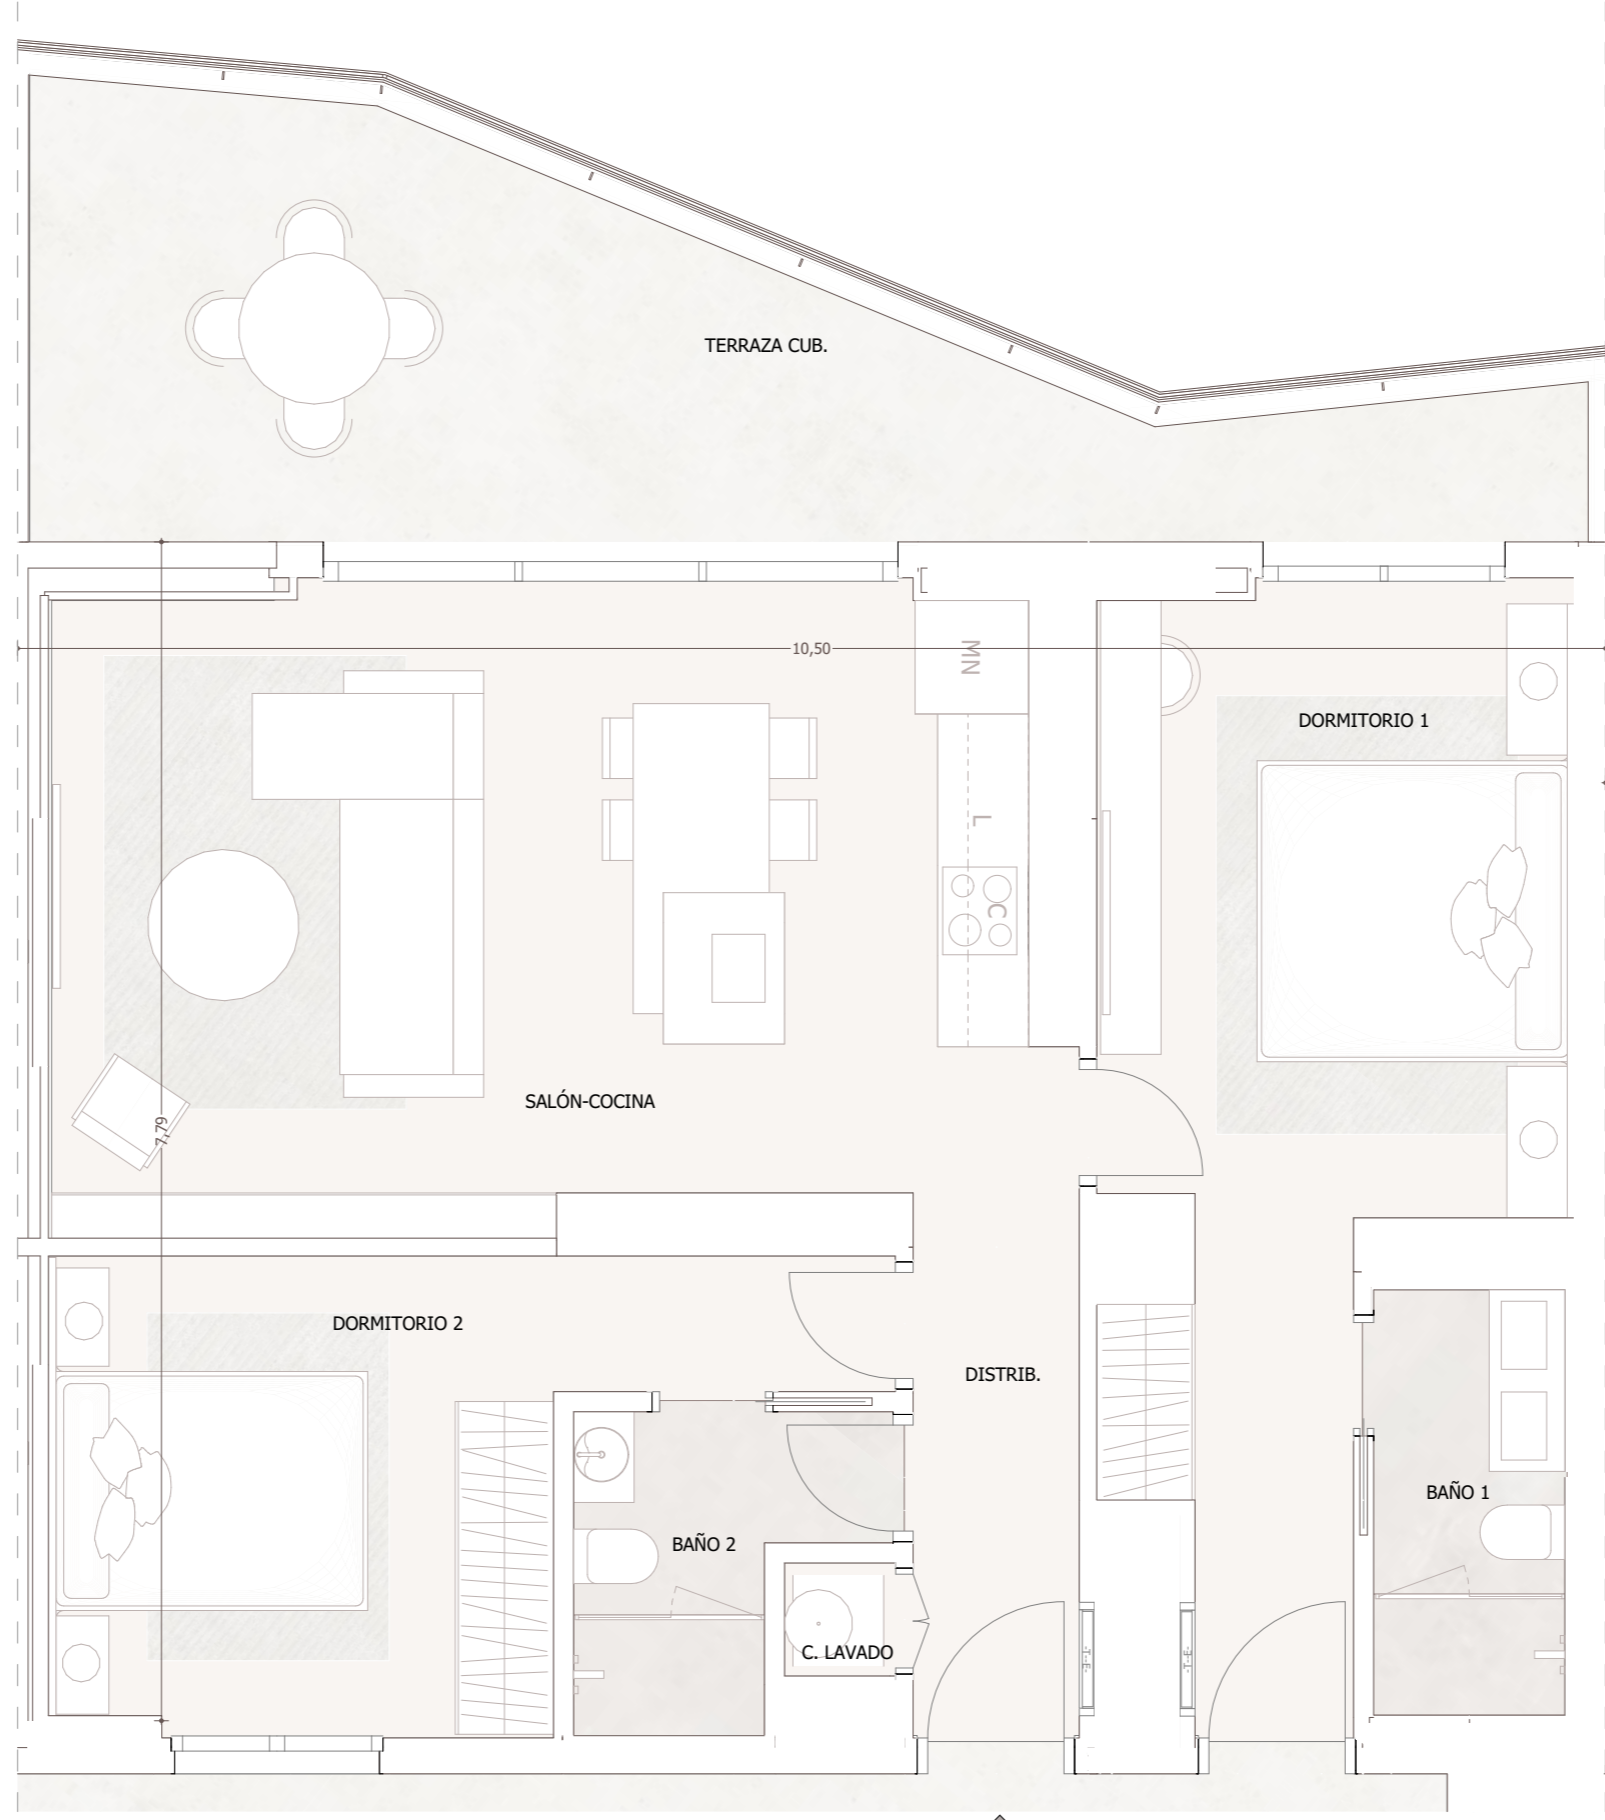 TERRAZA CUB.
10,50
MN
DORMITORIO 1
L
C
SALÓN-COCINA
7,79
DORMITORIO 2
DISTRIB.
BAÑO 1
BAÑO 2
C. LAVADO
-T-E-
-T-E-